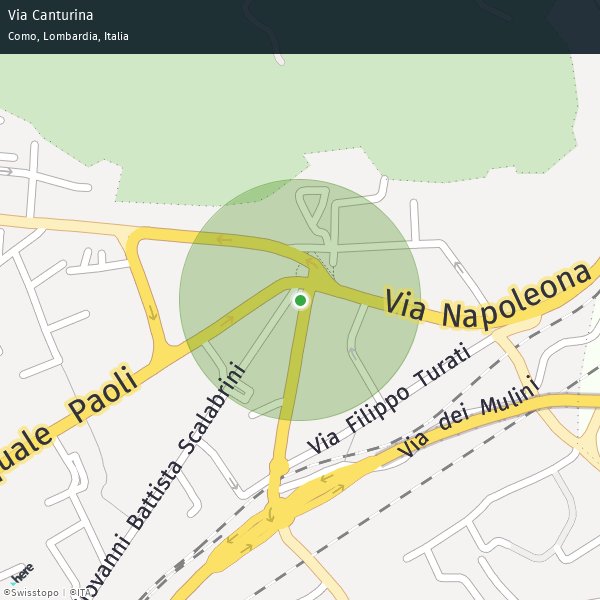 Via Canturina
Como, Lombardia, Italia
Via Napoleona
uale Paoli
Via Filippo Turati
Via dei Mulini
ovanni Battista Scalabrini
here
©Swisstopo | ©ITA